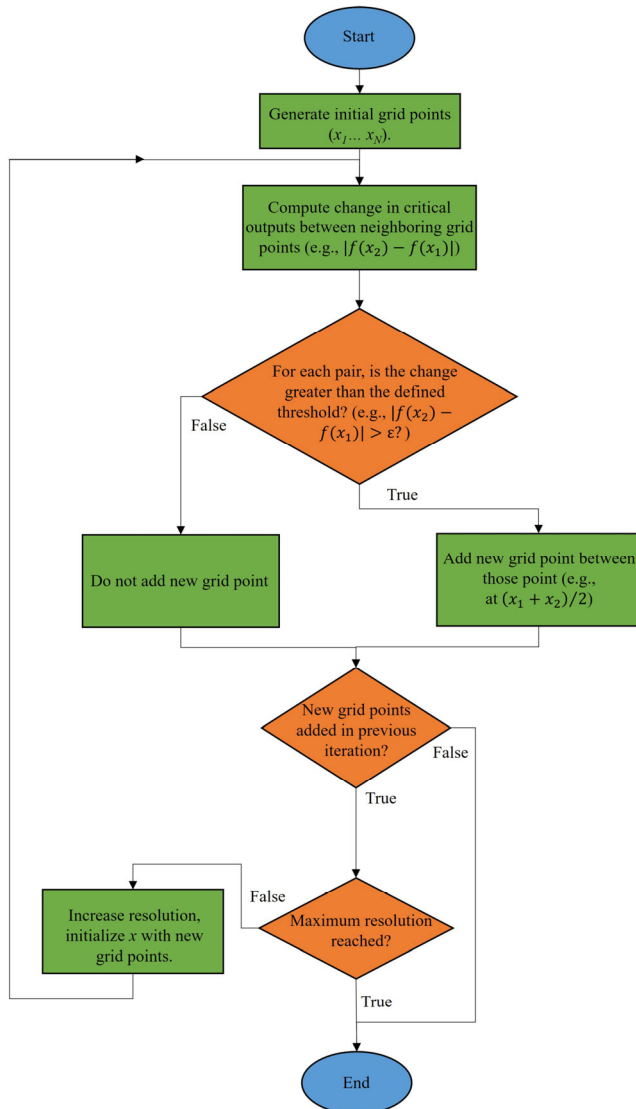 Start
Generate initial grid points
(x₁... x_N).
Compute change in critical
outputs between neighboring grid
points (e.g., |f(x₂) − f(x₁)|)
For each pair, is the change
greater than the defined
threshold? (e.g., |f(x₂) −
f(x₁)| > ε? )
False
True
Do not add new grid point
Add new grid point between
those point (e.g.,
at (x₁ + x₂)/2)
New grid points
added in previous
iteration?
False
True
False
Increase resolution,
initialize x with new
grid points.
Maximum resolution
reached?
True
End